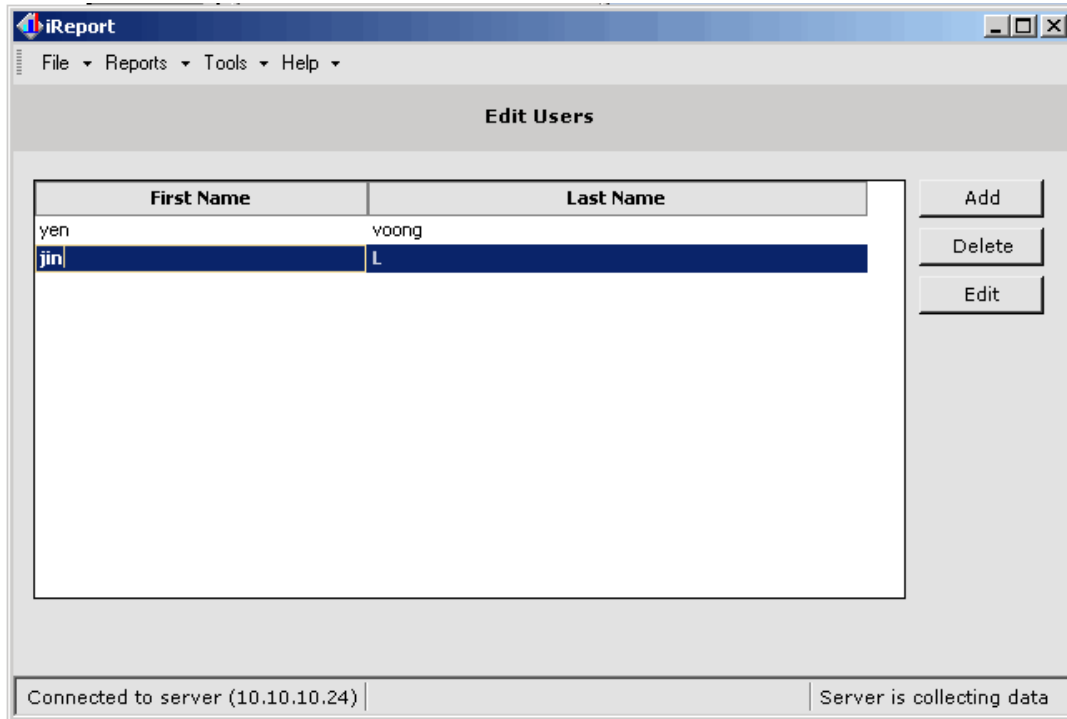 iReport
File Reports Tools Help
Edit Users
First Name Last Name
yen voong
jin L
Add
Delete
Edit
Connected to server (10.10.10.24) Server is collecting data